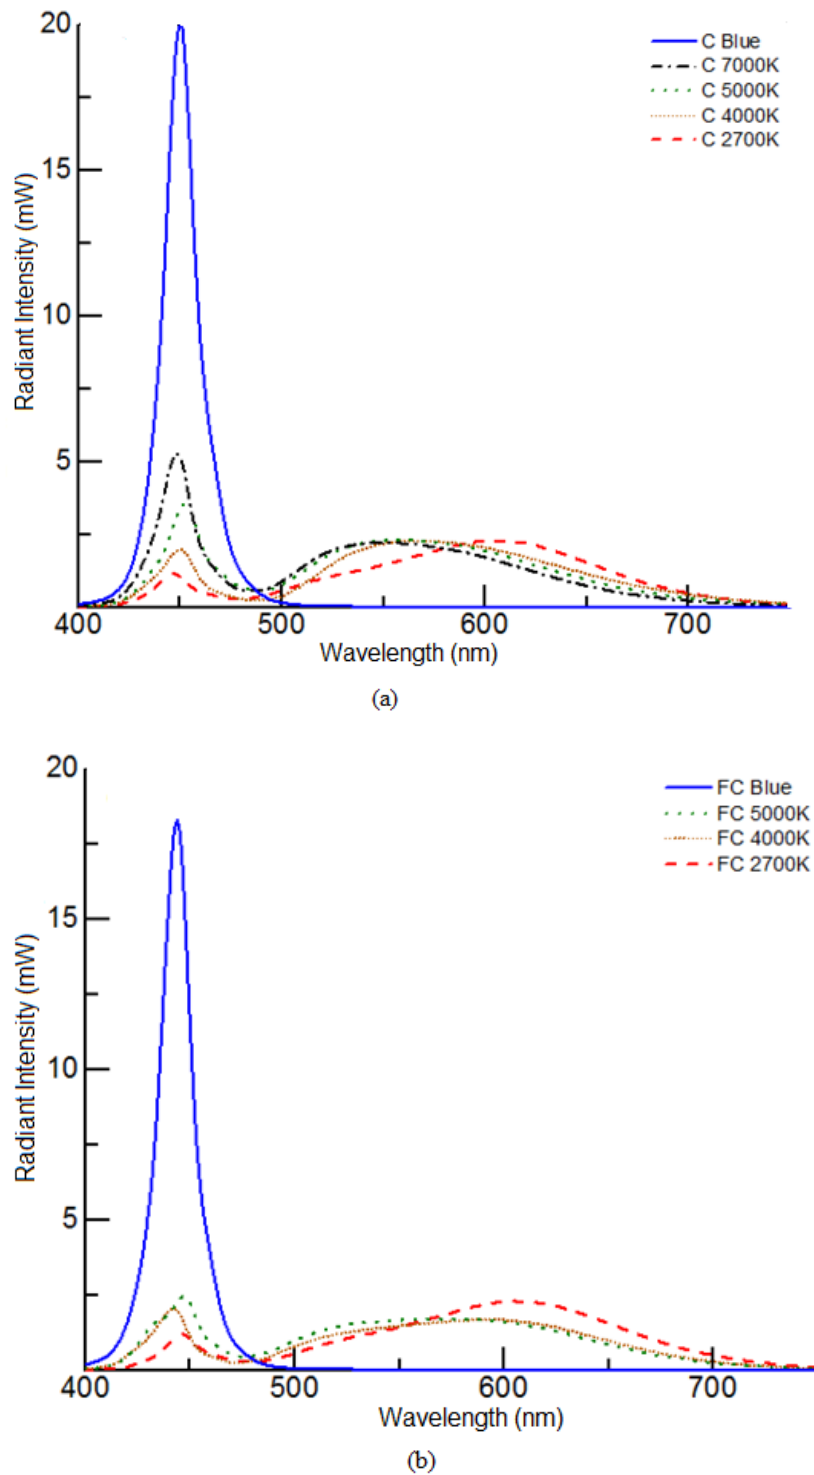 20
C Blue
C 7000K
C 5000K
C 4000K
C 2700K
15
10
5
Radiant Intensity (mW)
400 500 600 700
Wavelength (nm)
(a)
20
FC Blue
FC 5000K
FC 4000K
FC 2700K
15
10
5
Radiant Intensity (mW)
400 500 600 700
Wavelength (nm)
(b)